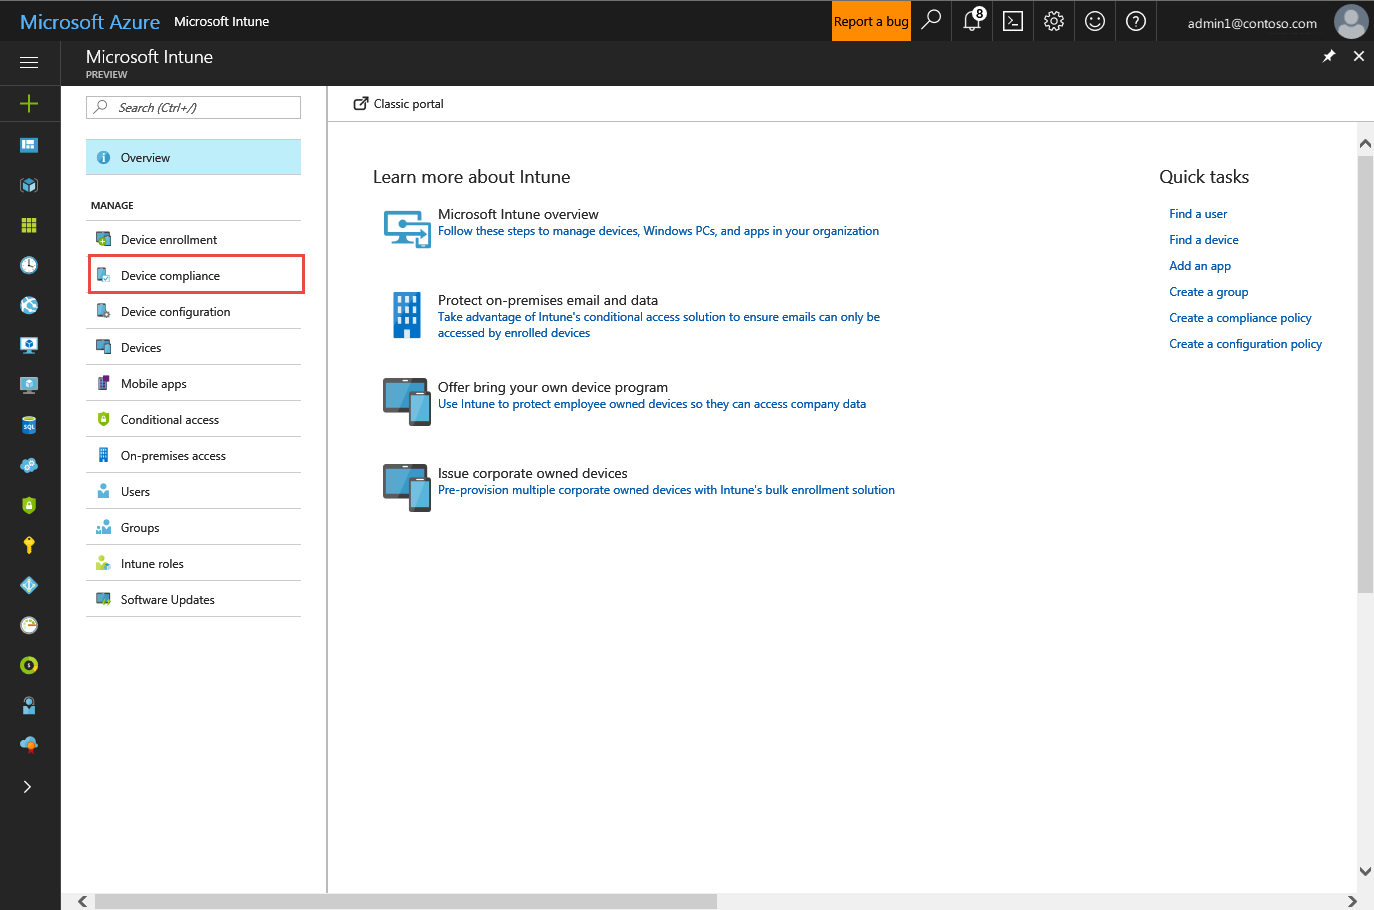 Microsoft Azure Microsoft Intune
Report a bug
8
admin1@contoso.com
Microsoft Intune
PREVIEW
Search (Ctrl+/)
Overview
MANAGE
Device enrollment
Device compliance
Device configuration
Devices
Mobile apps
Conditional access
On-premises access
Users
Groups
Intune roles
Software Updates
SQL
Classic portal
Learn more about Intune
Microsoft Intune overview
Follow these steps to manage devices, Windows PCs, and apps in your organization
Protect on-premises email and data
Take advantage of Intune's conditional access solution to ensure emails can only be
accessed by enrolled devices
Offer bring your own device program
Use Intune to protect employee owned devices so they can access company data
Issue corporate owned devices
Pre-provision multiple corporate owned devices with Intune's bulk enrollment solution
Quick tasks
Find a user
Find a device
Add an app
Create a group
Create a compliance policy
Create a configuration policy